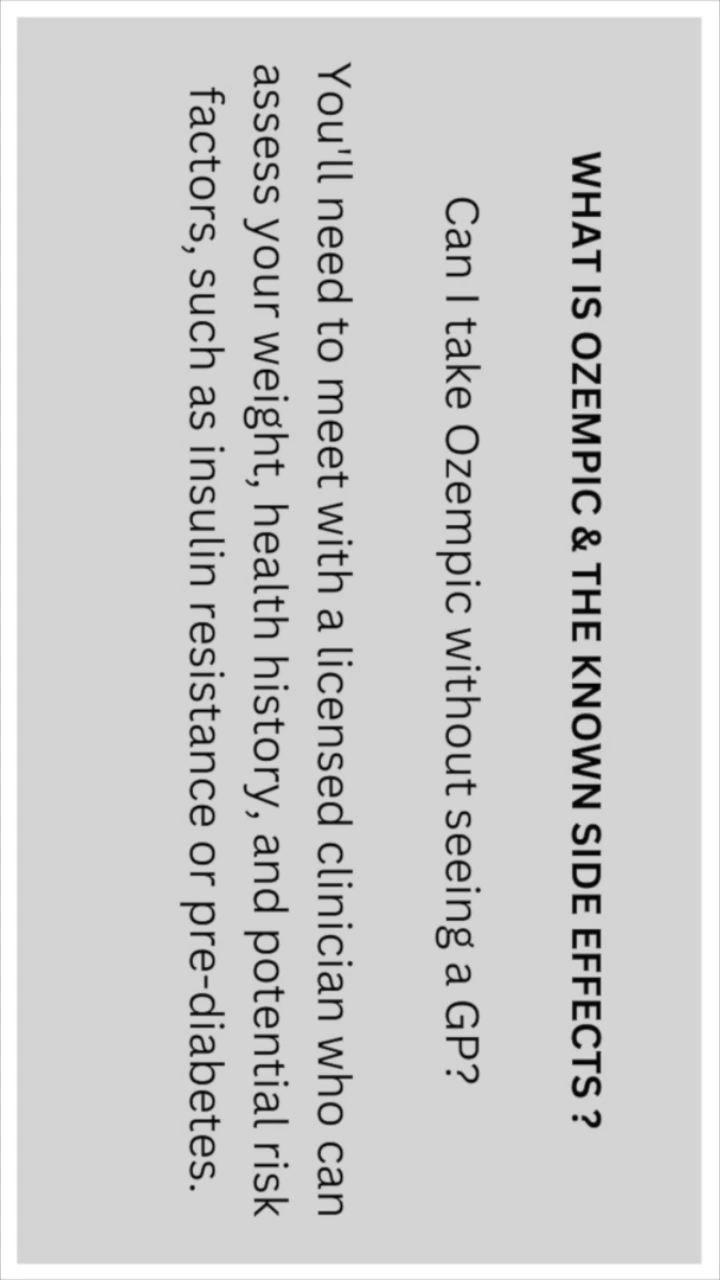 WHAT IS OZEMPIC & THE KNOWN SIDE EFFECTS ?
Can I take Ozempic without seeing a GP?
You'll need to meet with a licensed clinician who can
assess your weight, health history, and potential risk
factors, such as insulin resistance or pre-diabetes.